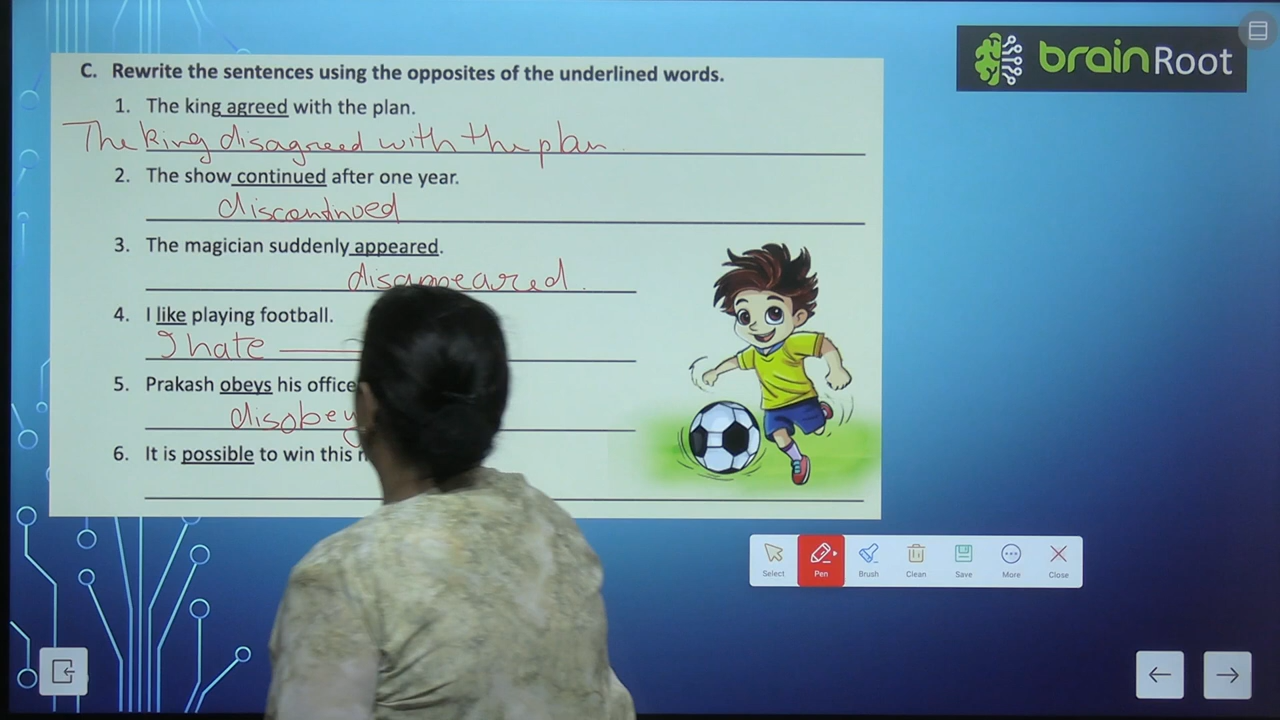 brainRoot
C. Rewrite the sentences using the opposites of the underlined words.
1. The king agreed with the plan.
The king disagreed with the plan.
2. The show continued after one year.
discontinued
3. The magician suddenly appeared.
disappeared.
4. I like playing football.
I hate
5. Prakash obeys his
disobey
6. It is possible to win this
Select Pen Brush Clean Save More Close